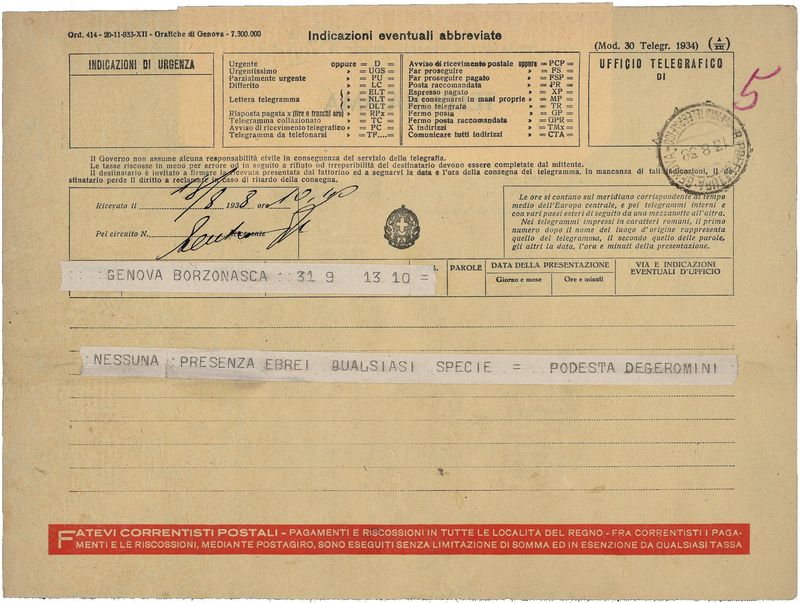 Ord. 414 - 20-11-933-XII - Grafiche di Genova - 7.300.000
Indicazioni eventuali abbreviate
(Mod. 30 Telegr. 1934) (A/XII)
INDICAZIONI DI URGENZA
Urgente oppure = D =
Urgentissimo » = UGS =
Parzialmente urgente » = PU =
Differito » = LC =
» = ELT =
Lettera telegramma » = NLT =
» = DLT =
Risposta pagata x (lire o franchi oro) » = RPx =
Telegramma collazionato » = TC =
Avviso di ricevimento telegrafico » = PC =
Telegramma da telefonarsi » = TF....=
Avviso di ricevimento postale oppure = PCP =
Far proseguire » = FS =
Far proseguire pagato » = FSP =
Posta raccomandata » = PR =
Espresso pagato » = XP =
Da consegnarsi in mani proprie » = MP =
Fermo telegrafo » = TR =
Fermo posta » = GP =
Fermo posta raccomandata » = GPR =
X indirizzi » = TMx =
Comunicare tutti indirizzi » = CTA =
UFFICIO TELEGRAFICO
DI
5
13 8 38
Il Governo non assume alcuna responsabilità civile in conseguenza del servizio della telegrafia.
Le tasse riscosse in meno per errore od in seguito a rifiuto od irreperibilità del destinatario devono essere completate dal mittente.
Il destinatario è invitato a firmare la ricevuta presentata dal fattorino ed a segnarvi la data e l'ora della consegna del telegramma. In mancanza di tali indicazioni, il de-
stinatario perde il diritto a reclamare in caso di ritardo della consegna.
Ricevuto il 193 8 ore
Pel circuito N.
Le ore si contano sul meridiano corrispondente al tempo
medio dell'Europa centrale, e pei telegrammi interni e
con vari paesi esteri di seguito da una mezzanotte all'altra.
Nei telegrammi impressi in caratteri romani, il primo
numero dopo il nome del luogo d'origine rappresenta
quello del telegramma, il secondo quello delle parole,
gli altri la data, l'ora e minuti della presentazione.
PAROLE
DATA DELLA PRESENTAZIONE
Giorno e mese
Ore e minuti
VIA E INDICAZIONI
EVENTUALI D'UFFICIO
: : :GENOVA BORZONASCA : :31 9 13 10 =
:NESSUNA :PRESENZA EBREI QUALSIASI SPECIE = PODESTA DEGEROMINI
FATEVI CORRENTISTI POSTALI - PAGAMENTI E RISCOSSIONI IN TUTTE LE LOCALITÀ DEL REGNO - FRA CORRENTISTI I PAGA-
MENTI E LE RISCOSSIONI, MEDIANTE POSTAGIRO, SONO ESEGUITI SENZA LIMITAZIONE DI SOMMA ED IN ESENZIONE DA QUALSIASI TASSA